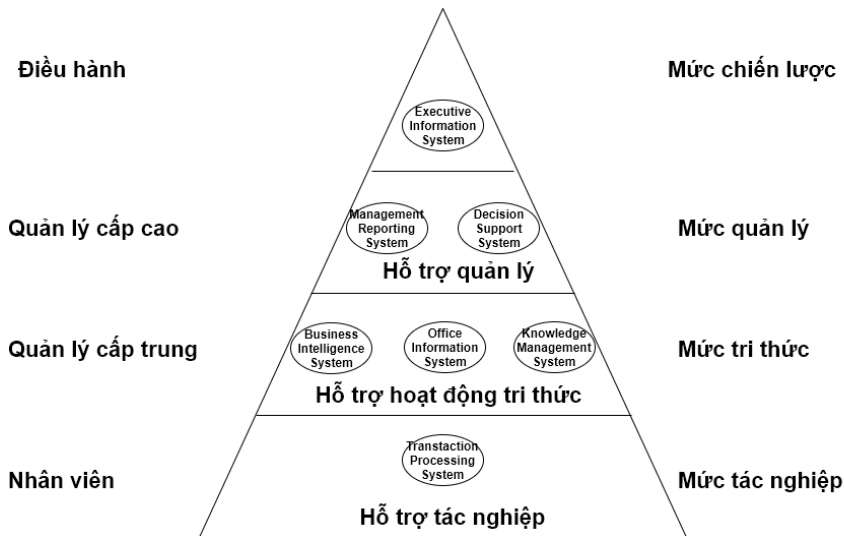 Điều hành
Mức chiến lược
Executive
Information
System
Quản lý cấp cao
Management
Reporting
System
Decision
Support
System
Mức quản lý
Hỗ trợ quản lý
Quản lý cấp trung
Business
Intelligence
System
Office
Information
System
Knowledge
Management
System
Mức tri thức
Hỗ trợ hoạt động tri thức
Nhân viên
Transtaction
Processing
System
Mức tác nghiệp
Hỗ trợ tác nghiệp